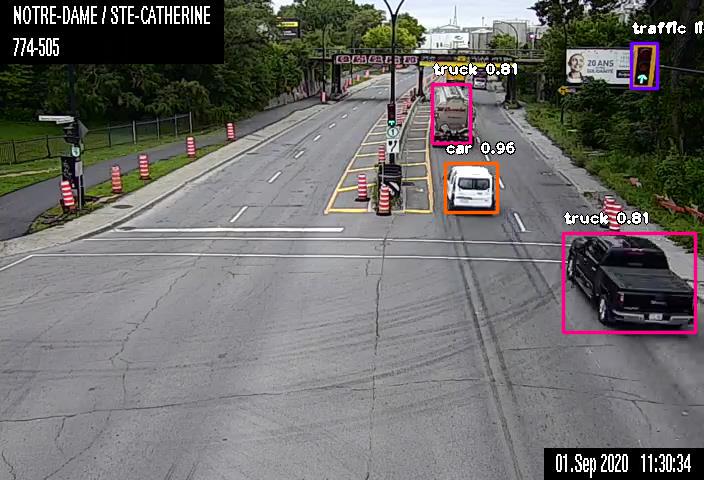 NOTRE-DAME / STE-CATHERINE
774-505
traffic li
truck 0.81
20 ANS
car 0.96
truck 0.81
01.Sep 2020 11:30:34